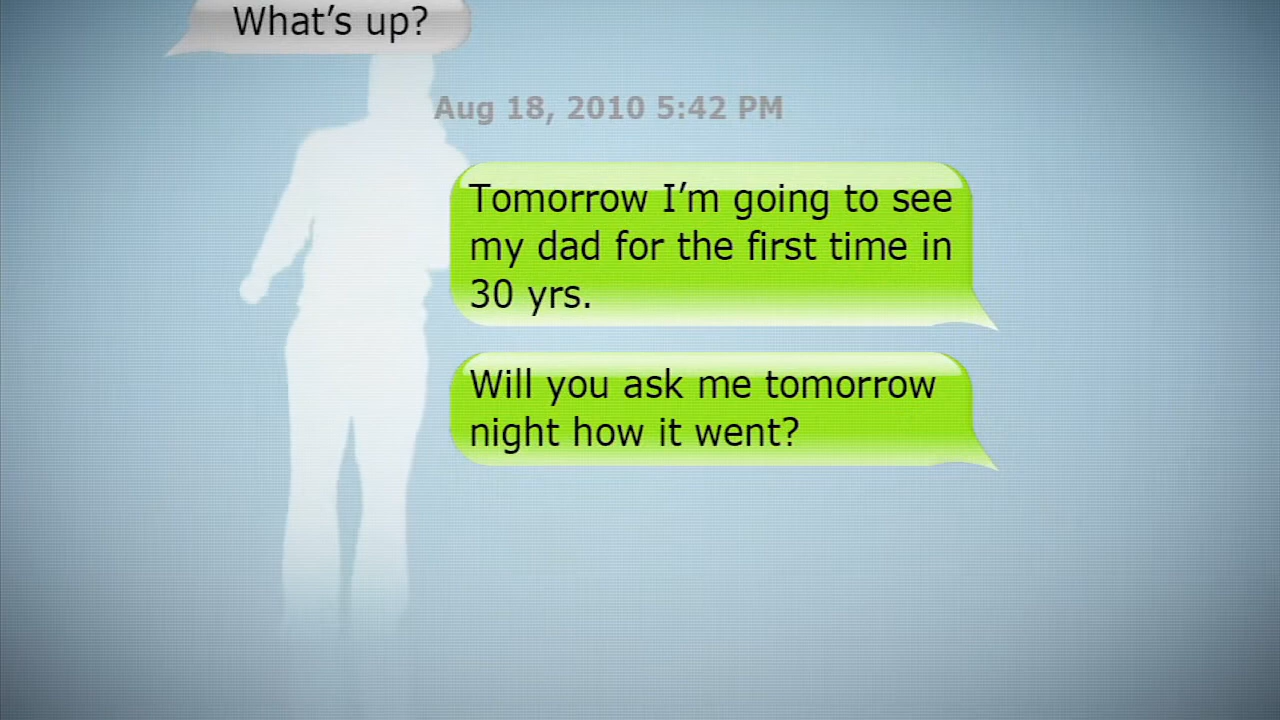 What’s up?
Aug 18, 2010 5:42 PM
Tomorrow I’m going to see
my dad for the first time in
30 yrs.
Will you ask me tomorrow
night how it went?